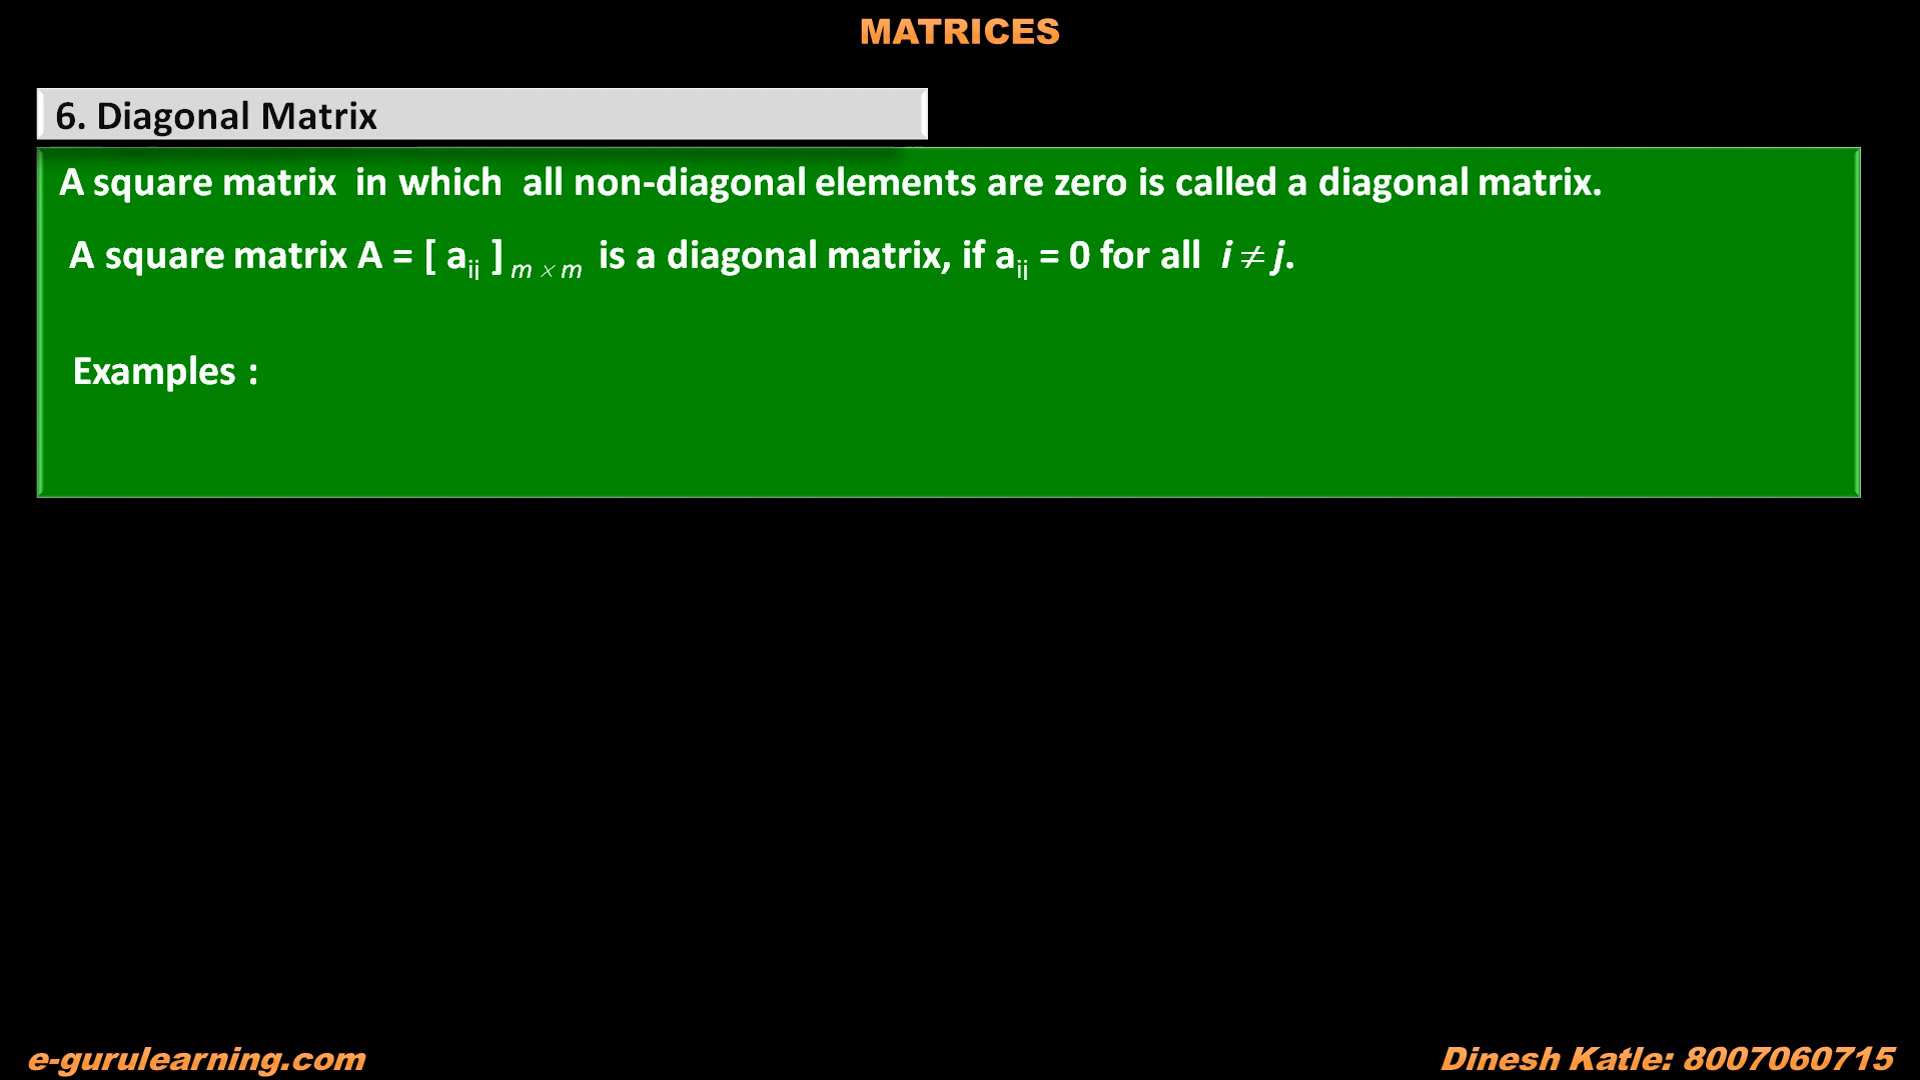 MATRICES
6. Diagonal Matrix
A square matrix in which all non-diagonal elements are zero is called a diagonal matrix.
A square matrix A = [ aij ] m × m is a diagonal matrix, if aij = 0 for all i ≠ j.
Examples :
e-gurulearning.com
Dinesh Katle: 8007060715